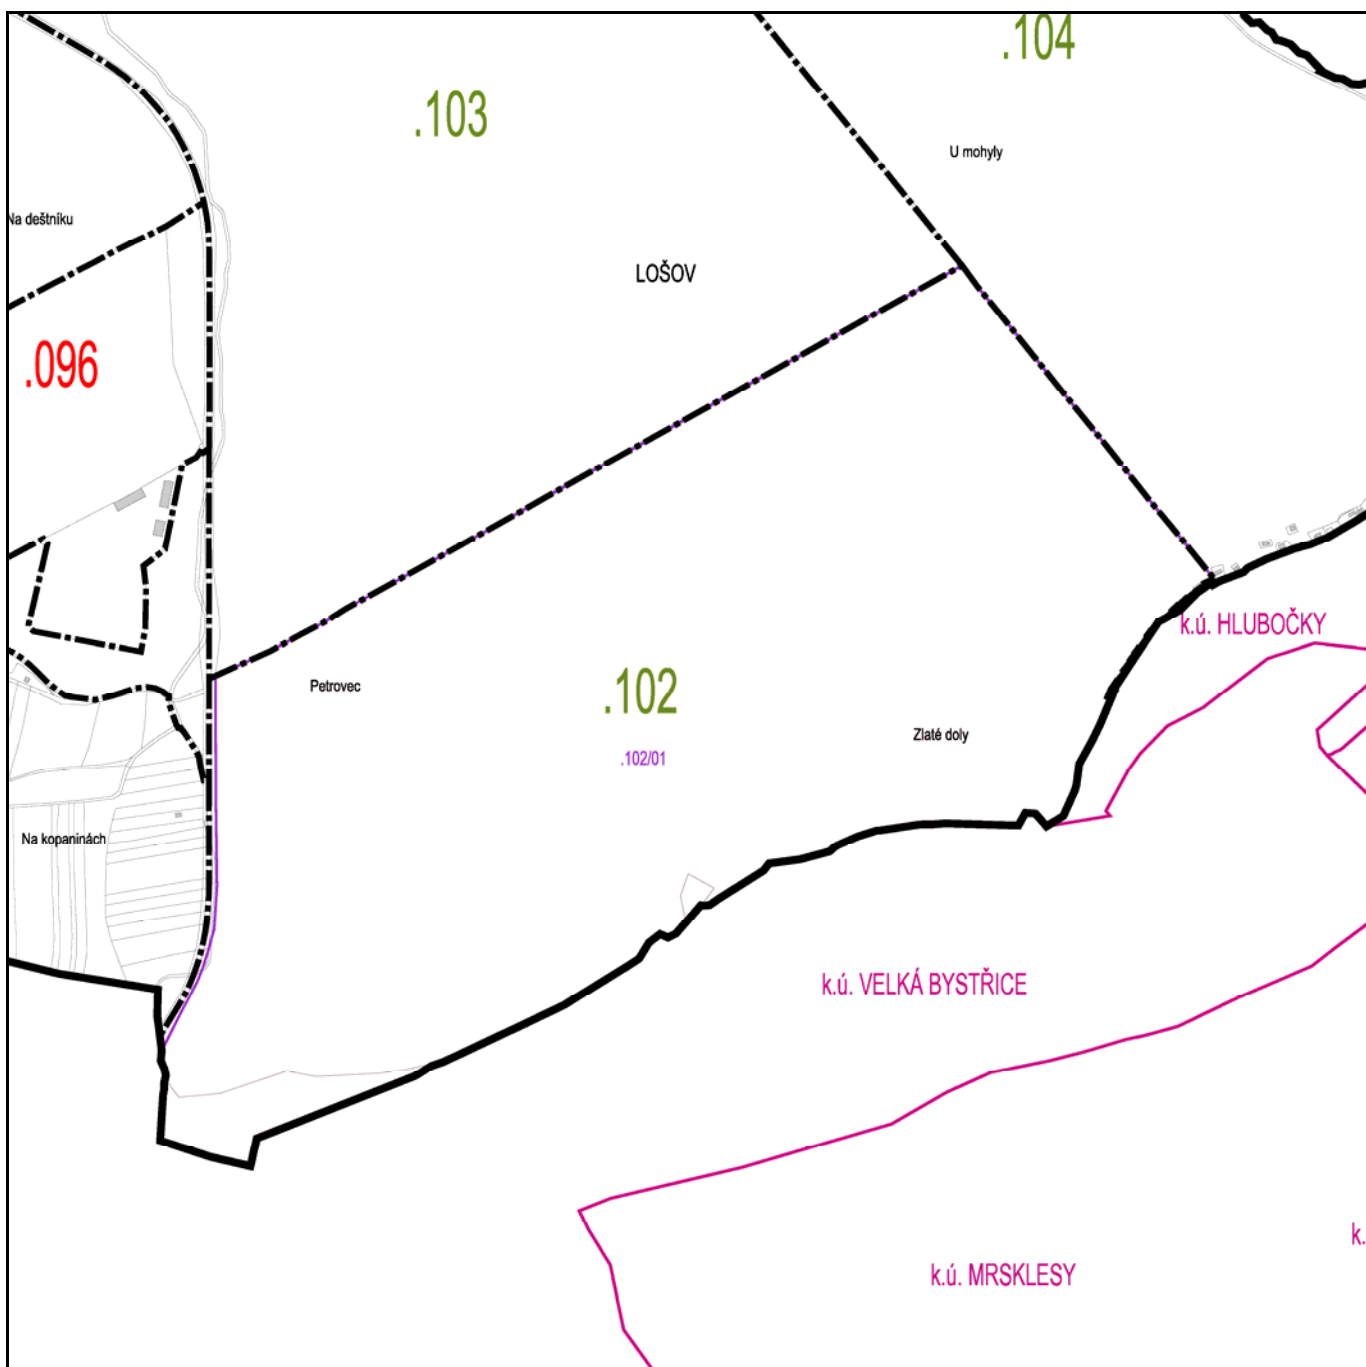 .104
.103
U mohyly
Na deštníku
LOŠOV
.096
k.ú. HLUBOČKY
Petrovec
.102
Zlaté doly
.102/01
Na kopaninách
k.ú. VELKÁ BYSTŘICE
k.
k.ú. MRSKLESY